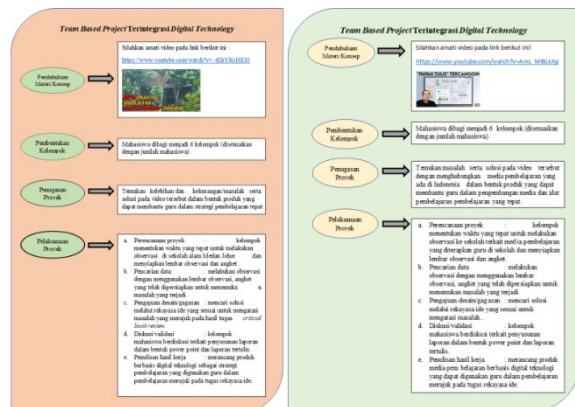 Team Based Project Terintegrasi Digital Technology
Pendahuluan
Materi Konsep
Silahkan amati video pada link berikut ini :
Pembentukan
Kelompok
Mahasiswa dibagi menjadi 6 kelompok (disesuaikan
dengan jumlah mahasiswa)
Penugasan
Proyek
Temukan kelebihan dan kekurangan/masalah serta
solusi pada video tersebut dalam bentuk produk yang
dapat membantu guru dalam strategi pembelajaran tepat
Pelaksanaan
Proyek
a. Perencanaan proyek : kelompok
menentukan waktu yang tepat untuk melakukan
observasi di sekolah alam Medan Johor dan
menyiapkan lembar observasi dan angket .
b. Pencarian data : melakukan observasi
dengan menggunakan lembar observasi, angket
yang telah dipersiapkan untuk menemuka n
masalah yang terjadi.
c. Pengajuan desain/gagasan : mencari solusi
melalui rekayasa ide yang sesuai untuk mengatasi
masalah yang merujuk pada hasil tugas critical
book review.
d. Diskusi/validasi : kelompok
mahasiswa berdiskusi terkait penyusunan laporan
dalam bentuk power point dan laporan tertulis.
e. Penulisan hasil kerja : merancang produk
berbasis digital teknologi sebagai strategi
pembelajaran yang digunakan guru dalam
pembelajaran merujuk pada tugas rekayasa ide.
Team Based Project Terintegrasi Digital Technology
Pendahuluan
Materi Konsep
Silahkan amati video pada link berikut ini!
"PAPAN TULIS" TERCANGGIH
Pembentukan
Kelompok
Mahasiswa dibagi menjadi 6 kelompok (disesuaikan
dengan jumlah mahasiswa)
Penugasan
Proyek
Temukan masalah serta solusi pada video tersebut
dengan menghubungkan media pembelajaran yang
ada di Indonesia dalam bentuk produk yang dapat
membantu guru dalam pengembangan media dan alat
pembelajaran pembelajaran yang tepat.
Pelaksanaan
Proyek
a. Perencanaan proyek : kelompok
menentukan waktu yang tepat untuk melakukan
observasi ke sekolah terkait media pembelajaran
yang diterapkan guru di sekolah dan menyiapkan
lembar observasi dan angket.
b. Pencarian data : melakukan
observasi dengan menggunakan lembar
observasi, angket yang telah dipersiapkan untuk
menemukan masalah yang terjadi.
c. Pengajuan desain/gagasan : mencari solusi
melalui rekayasa ide yang sesuai untuk
mengatasi masalah .
d. Diskusi/validasi : kelompok
mahasiswa berdiskusi terkait penyusunan
laporan dalam bentuk power point dan laporan
tertulis.
e. Penulisan hasil kerja : merancang produk
media pem belajaran berbasis digital teknologi
yang dapat digunakan guru dalam
pembelajaran merujuk pada tugas rekayasa ide.